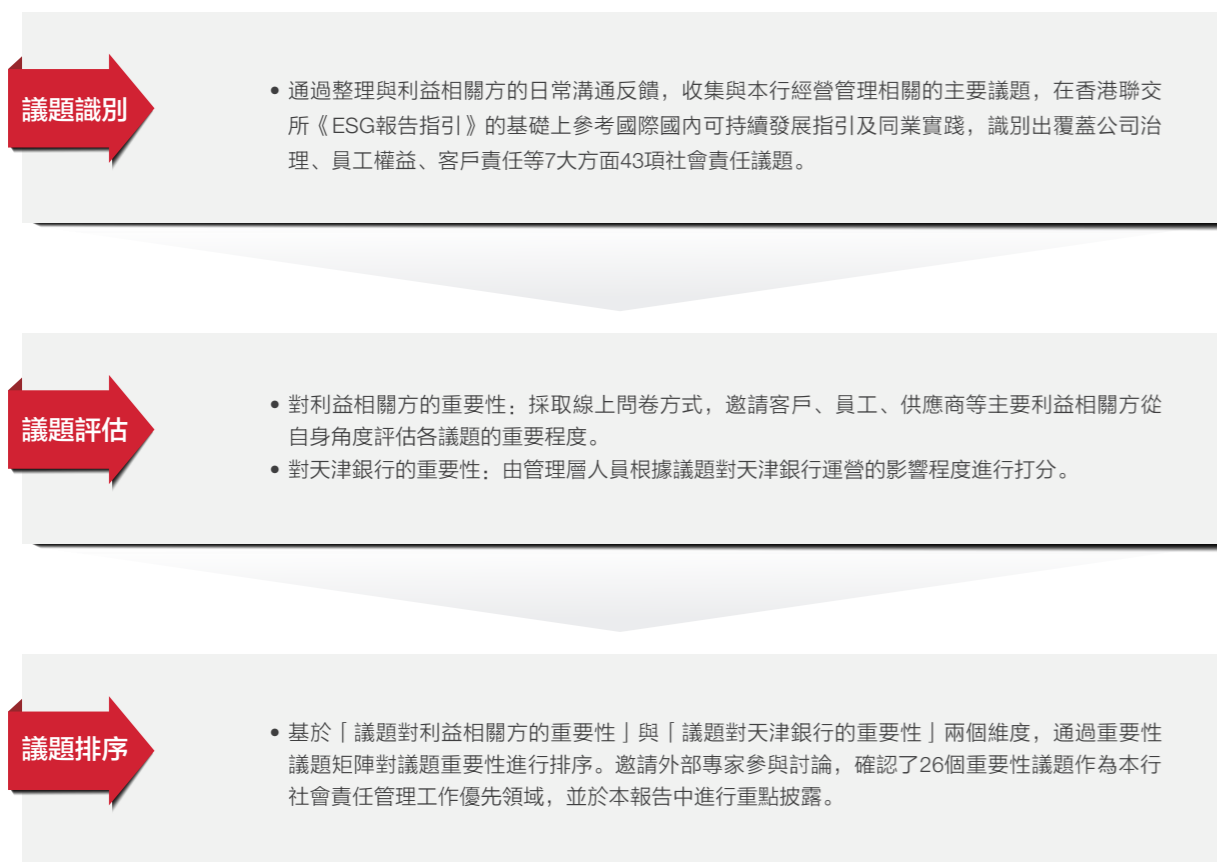 議題識別
• 通過整理與利益相關方的日常溝通反饋，收集與本行經營管理相關的主要議題，在香港聯交
所《ESG報告指引》的基礎上參考國際國內可持續發展指引及同業實踐，識別出覆蓋公司治
理、員工權益、客戶責任等7大方面43項社會責任議題。
議題評估
• 對利益相關方的重要性：採取線上問卷方式，邀請客戶、員工、供應商等主要利益相關方從
自身角度評估各議題的重要程度。
• 對天津銀行的重要性：由管理層人員根據議題對天津銀行運營的影響程度進行打分。
議題排序
• 基於「議題對利益相關方的重要性」與「議題對天津銀行的重要性」兩個維度，通過重要性
議題矩陣對議題重要性進行排序。邀請外部專家參與討論，確認了26個重要性議題作為本行
社會責任管理工作優先領域，並於本報告中進行重點披露。